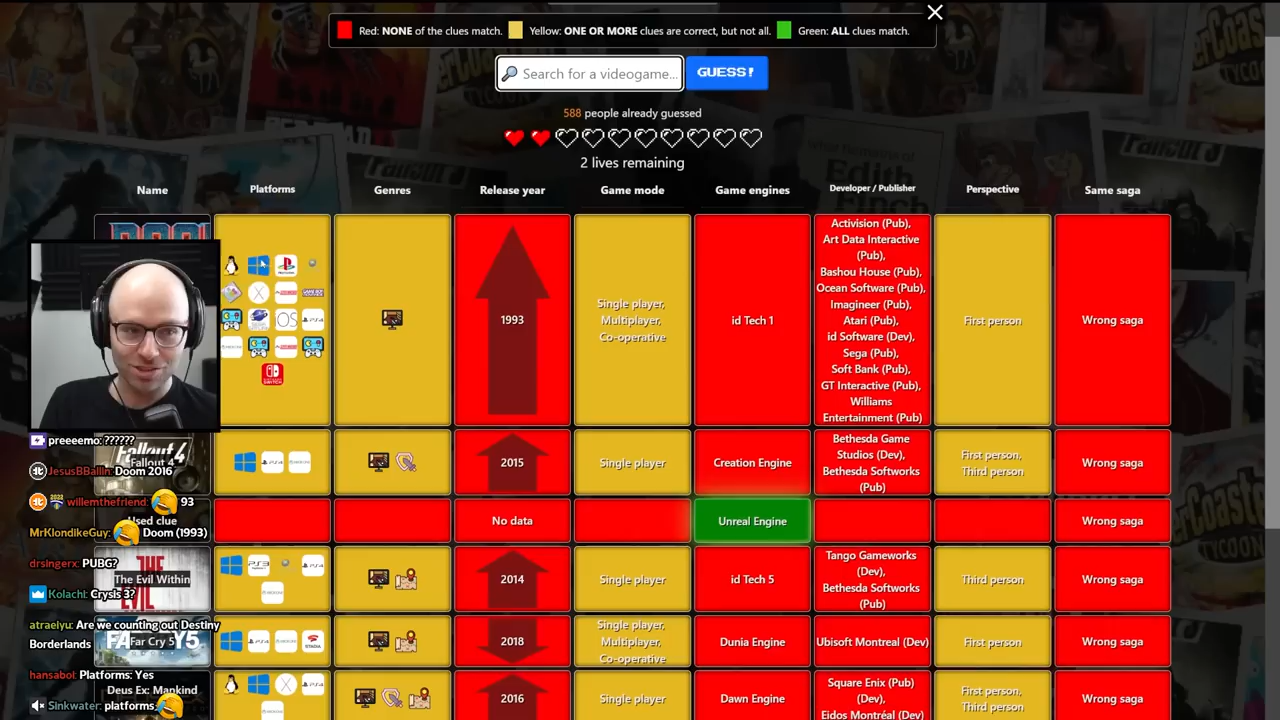 Red: NONE of the clues match. Yellow: ONE OR MORE clues are correct, but not all. Green: ALL clues match.
Search for a videogame... GUESS!
588 people already guessed
2 lives remaining
Name Platforms Genres Release year Game mode Game engines Developer / Publisher Perspective Same saga
DOOM
1993
Single player,
Multiplayer,
Co-operative
id Tech 1
Activision (Pub),
Art Data Interactive
(Pub),
Bashou House (Pub),
Ocean Software (Pub),
Imagineer (Pub),
Atari (Pub),
id Software (Dev),
Sega (Pub),
Soft Bank (Pub),
GT Interactive (Pub),
Williams
Entertainment (Pub)
First person
Wrong saga
Fallout 4
Fallout 4
2015
Single player
Creation Engine
Bethesda Game
Studios (Dev),
Bethesda Softworks
(Pub)
First person,
Third person
Wrong saga
Used clue
No data
Unreal Engine
Wrong saga
THE
The Evil Within
2014
Single player
id Tech 5
Tango Gameworks
(Dev),
Bethesda Softworks
(Pub)
Third person
Wrong saga
Far Cry 5
2018
STADIA
Single player,
Multiplayer,
Co-operative
Dunia Engine
Ubisoft Montreal (Dev)
First person
Wrong saga
Deus Ex: Mankind
2016
Single player
Dawn Engine
Square Enix (Pub)
(Dev),
Eidos Montréal (Dev)
First person,
Third person
Wrong saga
preeeemo: ??????
JesusBBallin: Doom 2016
willemthefriend: 93
MrKlondikeGuy: Doom (1993)
drsingerx: PUBG?
Kolachi: Crysis 3?
atraelyu: Are we counting out Destiny
Borderlands
hansabol: Platforms: Yes
Sinkwater: platforms